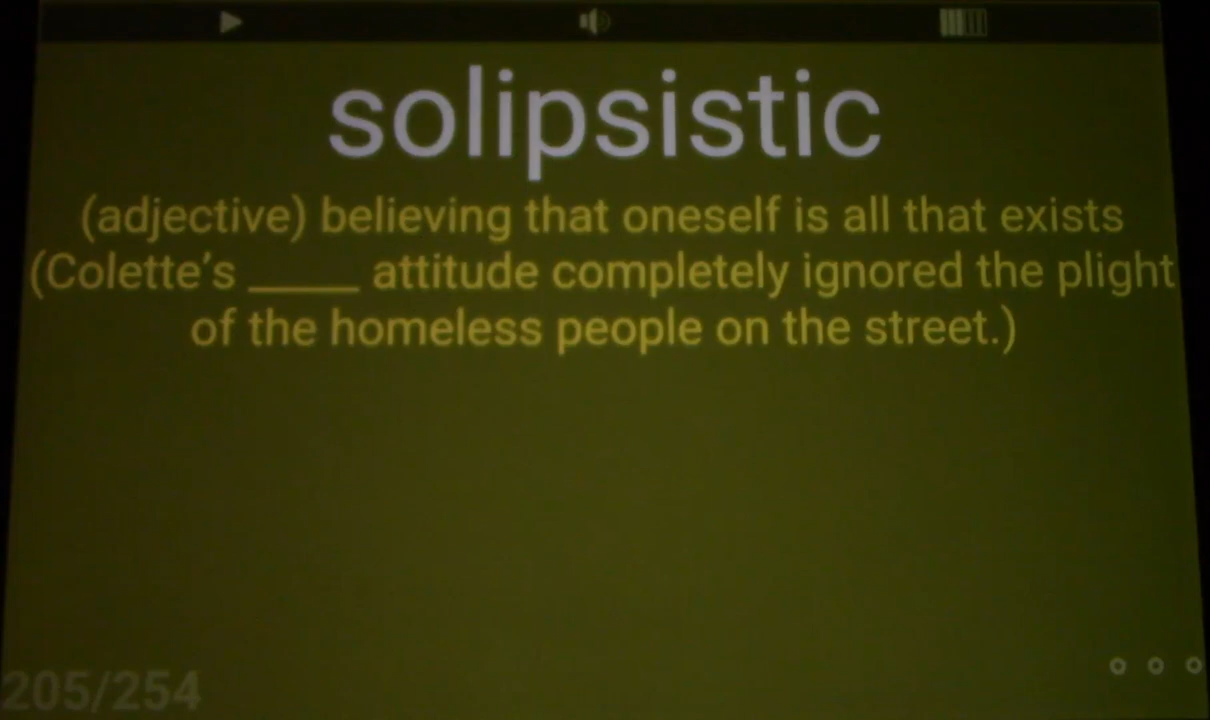 solipsistic
(adjective) believing that oneself is all that exists
(Colette’s _____ attitude completely ignored the plight
of the homeless people on the street.)
205/254